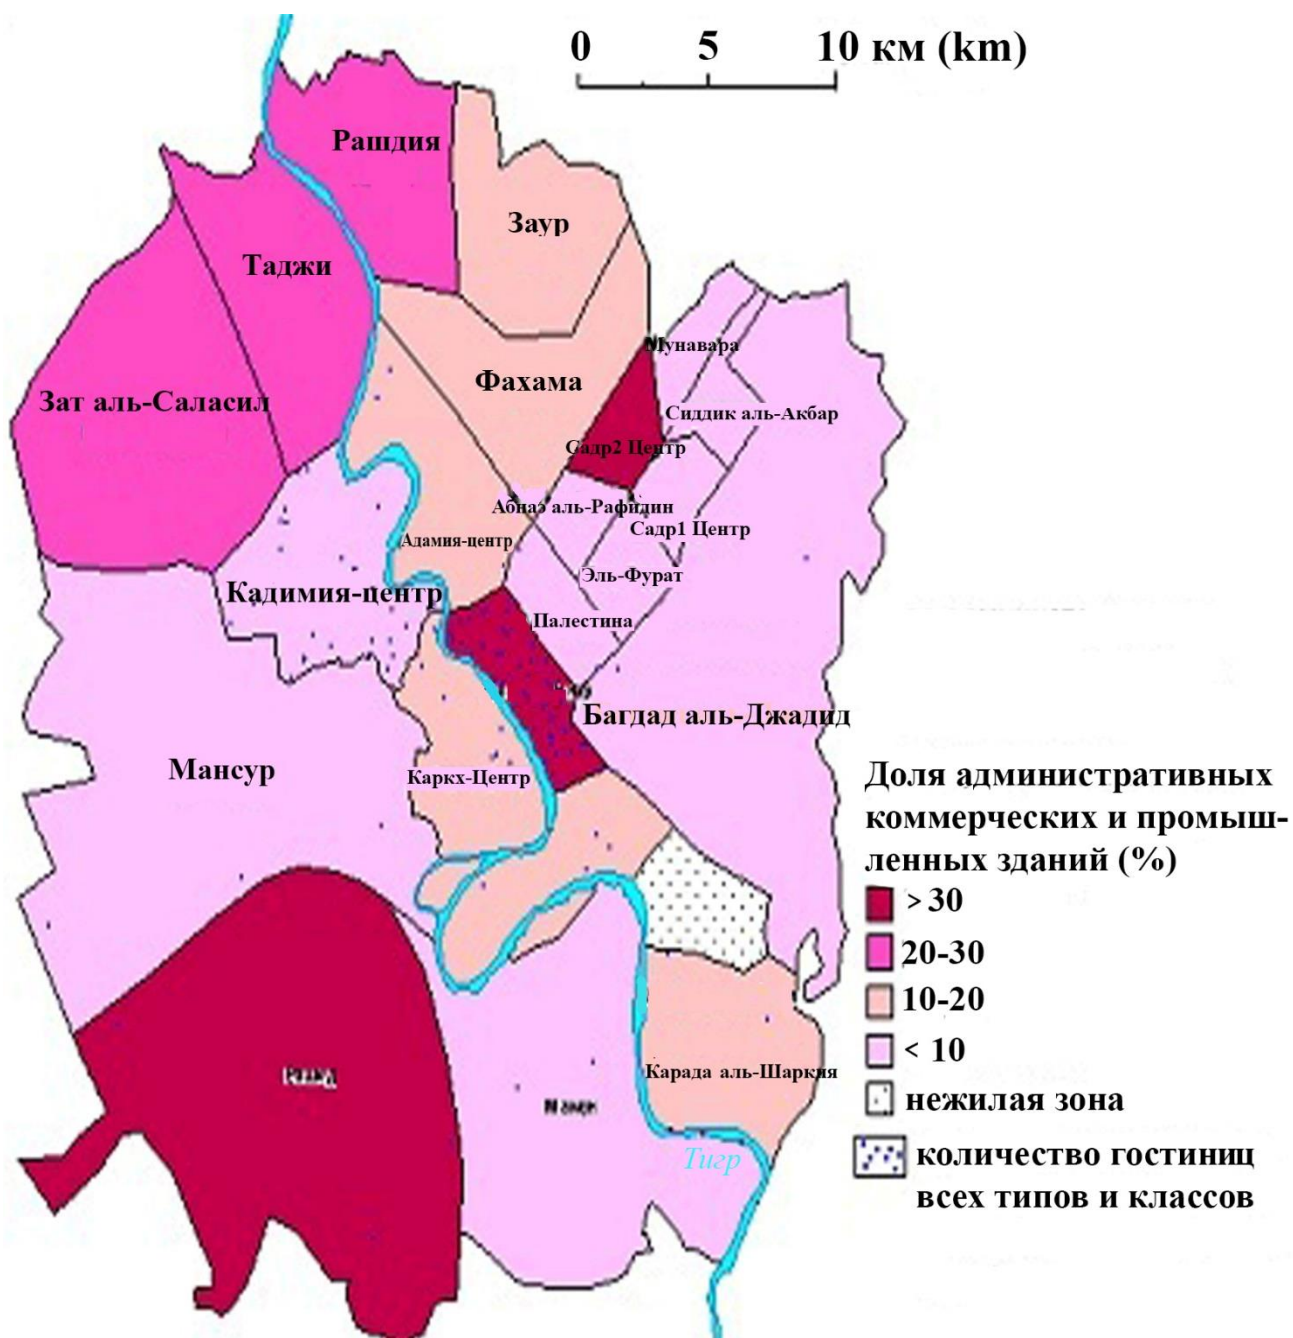 0 5 10 км (km)
Рашдия
Заур
Таджи
Мунавара
Фахама
Зат аль-Саласил
Сиддик аль-Акбар
Садр2 Центр
Абнаэ аль-Рафидин
Садр1 Центр
Адамия-центр
Эль-Фурат
Кадимия-центр
Палестина
Багдад аль-Джадид
Мансур
Каркх-Центр
Доля административных
коммерческих и промыш-
ленных зданий (%)
> 30
20-30
10-20
< 10
Карада аль-Шаркия
нежилая зона
Тигр
количество гостиниц
всех типов и классов